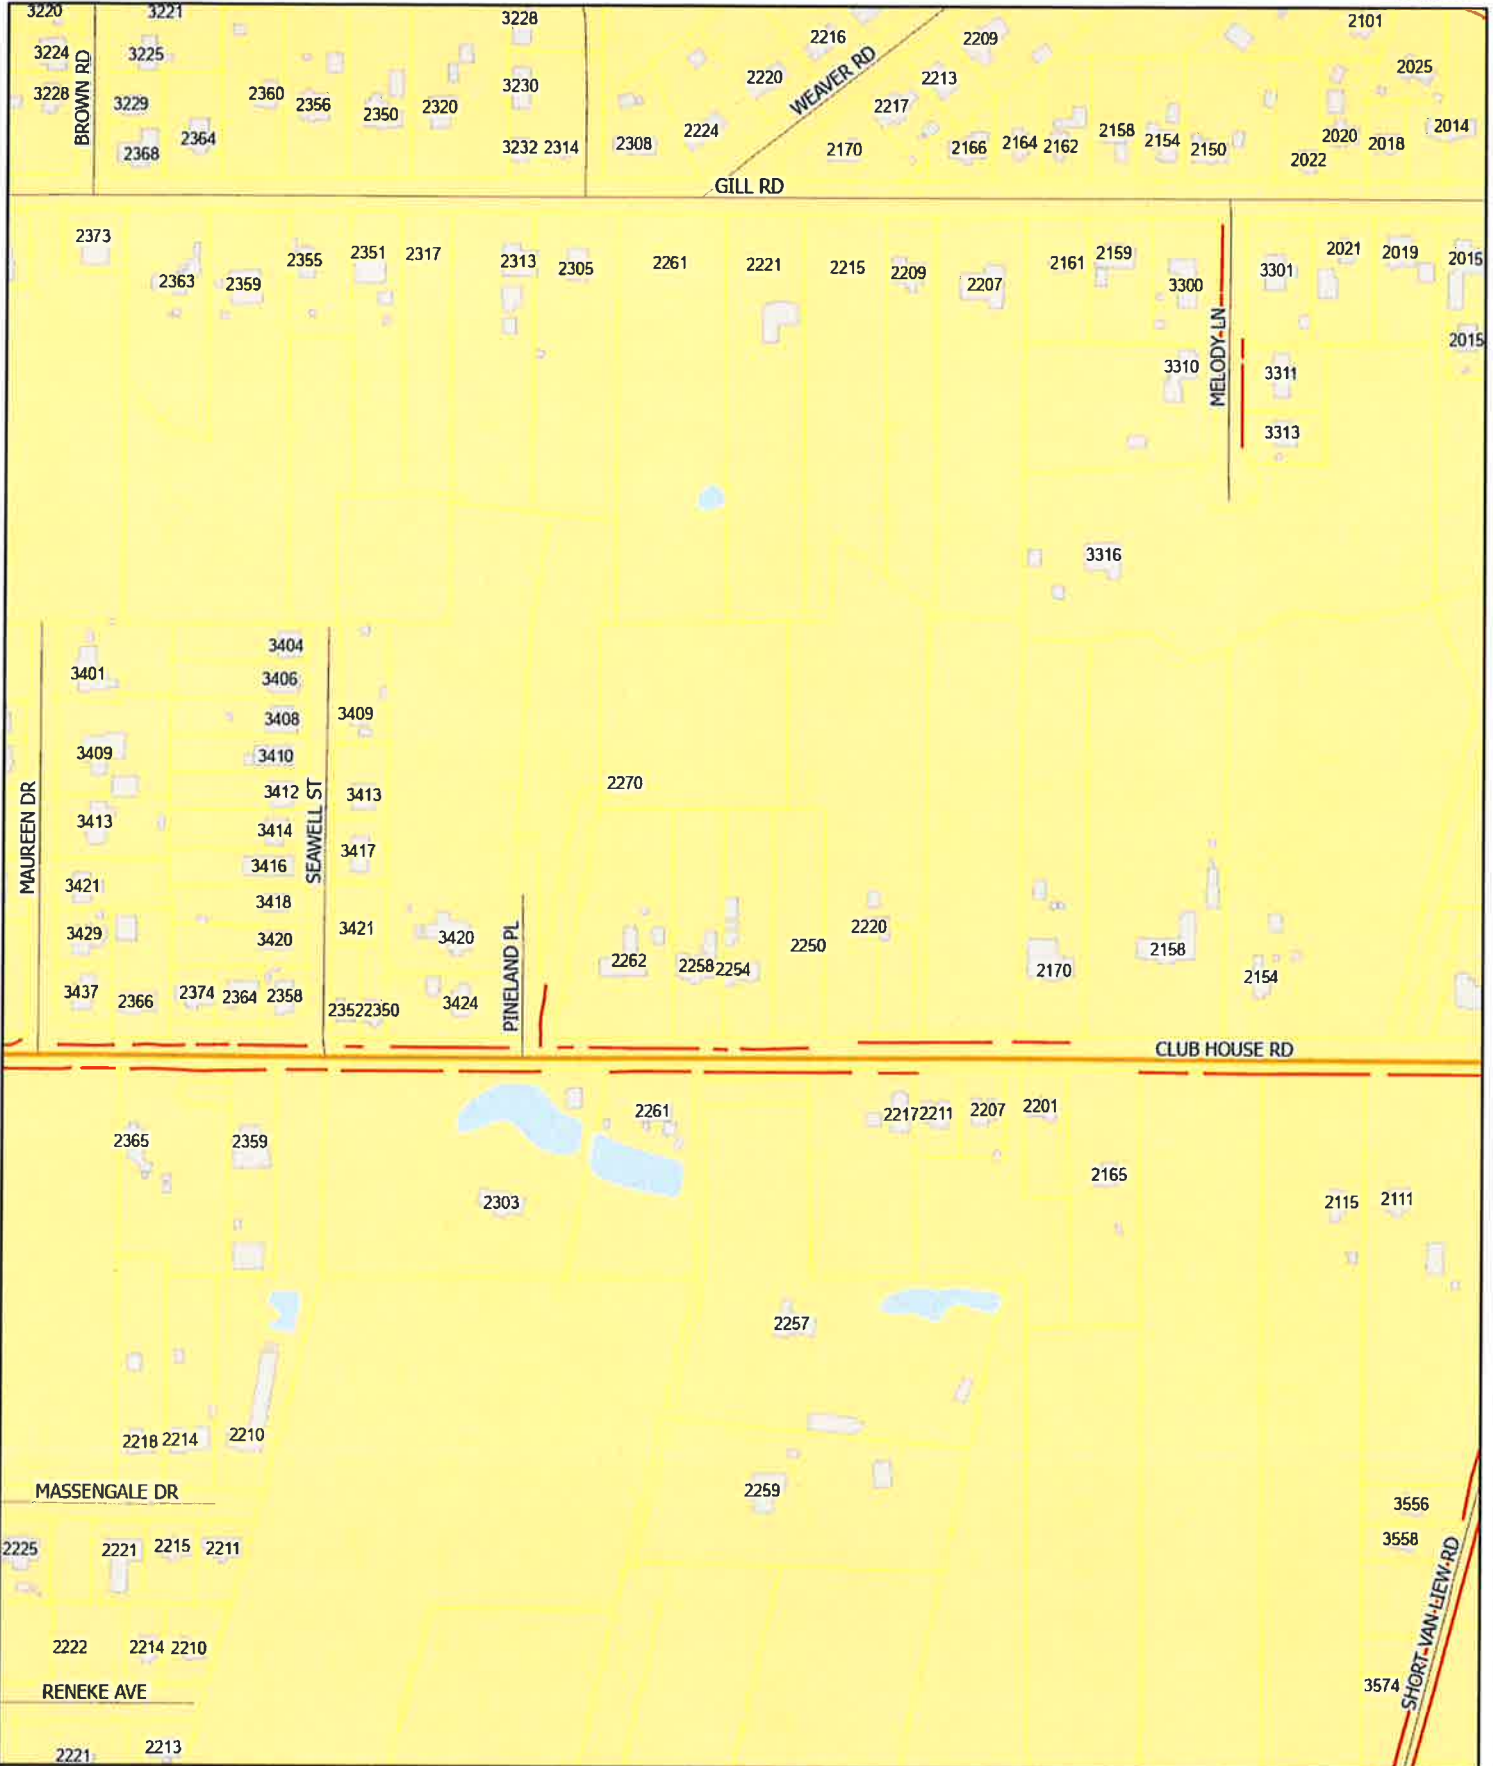 3220 3221 3228 2101
3224 3225 2216 2209
BROWN RD
WEAVER RD
2220 2213 2025
3228 3229 2360 2356 2350 2320 3230 2217
2368 2364 3232 2314 2308 2224 2170 2166 2164 2162 2158 2154 2150 2022 2020 2018 2014
GILL RD
2373 2363 2359 2355 2351 2317 2313 2305 2261 2221 2215 2209 2207 2161 2159 3300 3301 2021 2019 2015
MELODY-LN
2015
3310 3311
3313
3316
3401 3404
3406
3408 3409
3409 3410
MAUREEN DR
SEAWELL ST
2270
3412 3413
3413 3414
3416 3417
3421 3418
3429 3420 3421 3420
PINELAND PL
2262 2258 2254 2250 2220 2170 2158 2154
3437 2366 2374 2364 2358 2352 2350 3424
CLUB HOUSE RD
2261 2217 2211 2207 2201
2365 2359
2303 2165 2115 2111
2257
2218 2214 2210
2259
MASSENGALE DR
3556
3558
2225 2221 2215 2211
SHORT-VAN-LIEW-RD
2222 2214 2210
3574
RENEKE AVE
2221 2213